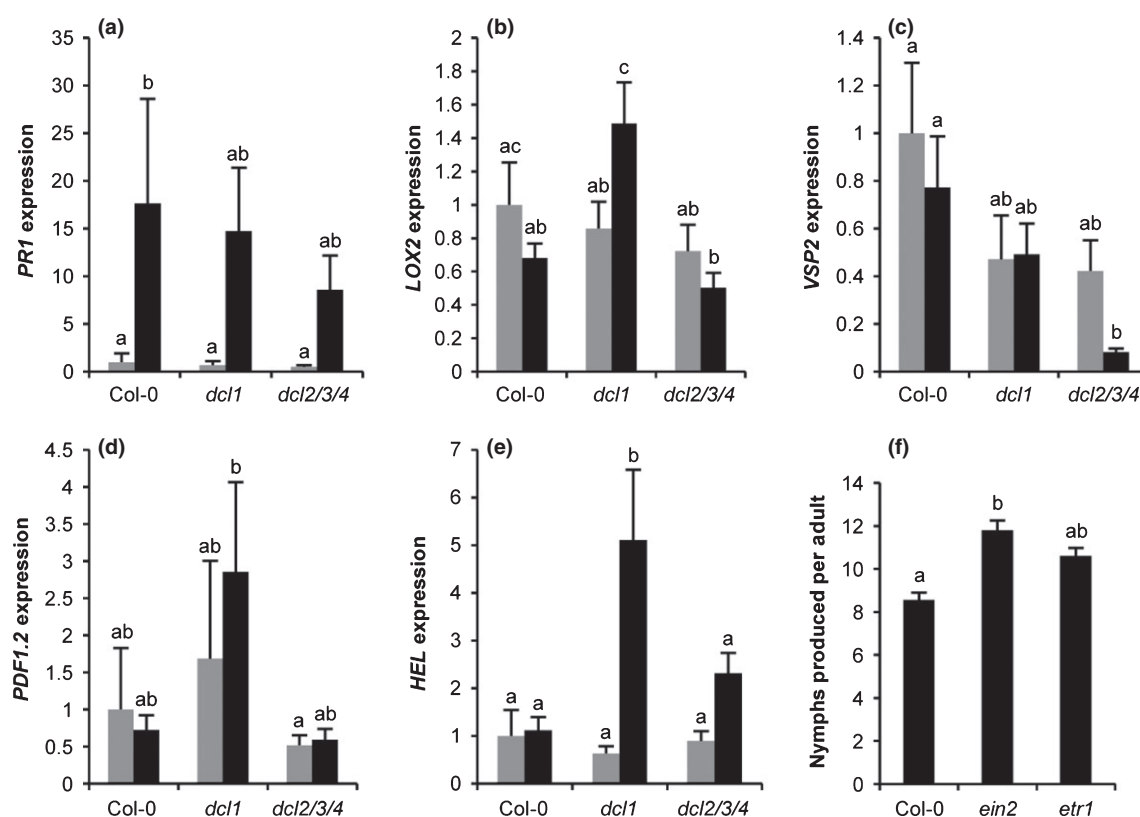 (a)
PR1 expression
35
30
25
20
15
10
5
0
a
b
a
ab
a
ab
Col-0
dcl1
dcl2/3/4
(b)
LOX2 expression
2
1.8
1.6
1.4
1.2
1
0.8
0.6
0.4
0.2
0
ac
ab
ab
c
ab
b
Col-0
dcl1
dcl2/3/4
(c)
VSP2 expression
1.4
1.2
1
0.8
0.6
0.4
0.2
0
a
a
ab
ab
ab
b
Col-0
dcl1
dcl2/3/4
(d)
PDF1.2 expression
4.5
4
3.5
3
2.5
2
1.5
1
0.5
0
ab
ab
ab
b
a
ab
Col-0
dcl1
dcl2/3/4
(e)
HEL expression
7
6
5
4
3
2
1
0
a
a
a
b
a
a
Col-0
dcl1
dcl2/3/4
(f)
Nymphs produced per adult
14
12
10
8
6
4
2
0
a
b
ab
Col-0
ein2
etr1